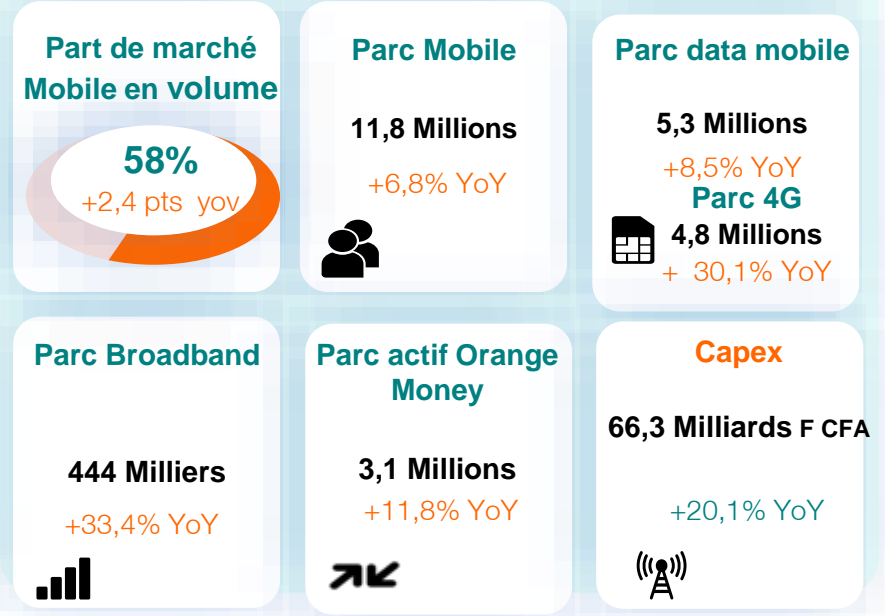 Part de marché
Mobile en volume
58%
+2,4 pts yov
Parc Mobile
11,8 Millions
+6,8% YoY
Parc data mobile
5,3 Millions
+8,5% YoY
Parc 4G
4,8 Millions
+ 30,1% YoY
Parc Broadband
444 Milliers
+33,4% YoY
Parc actif Orange
Money
3,1 Millions
+11,8% YoY
Capex
66,3 Milliards F CFA
+20,1% YoY